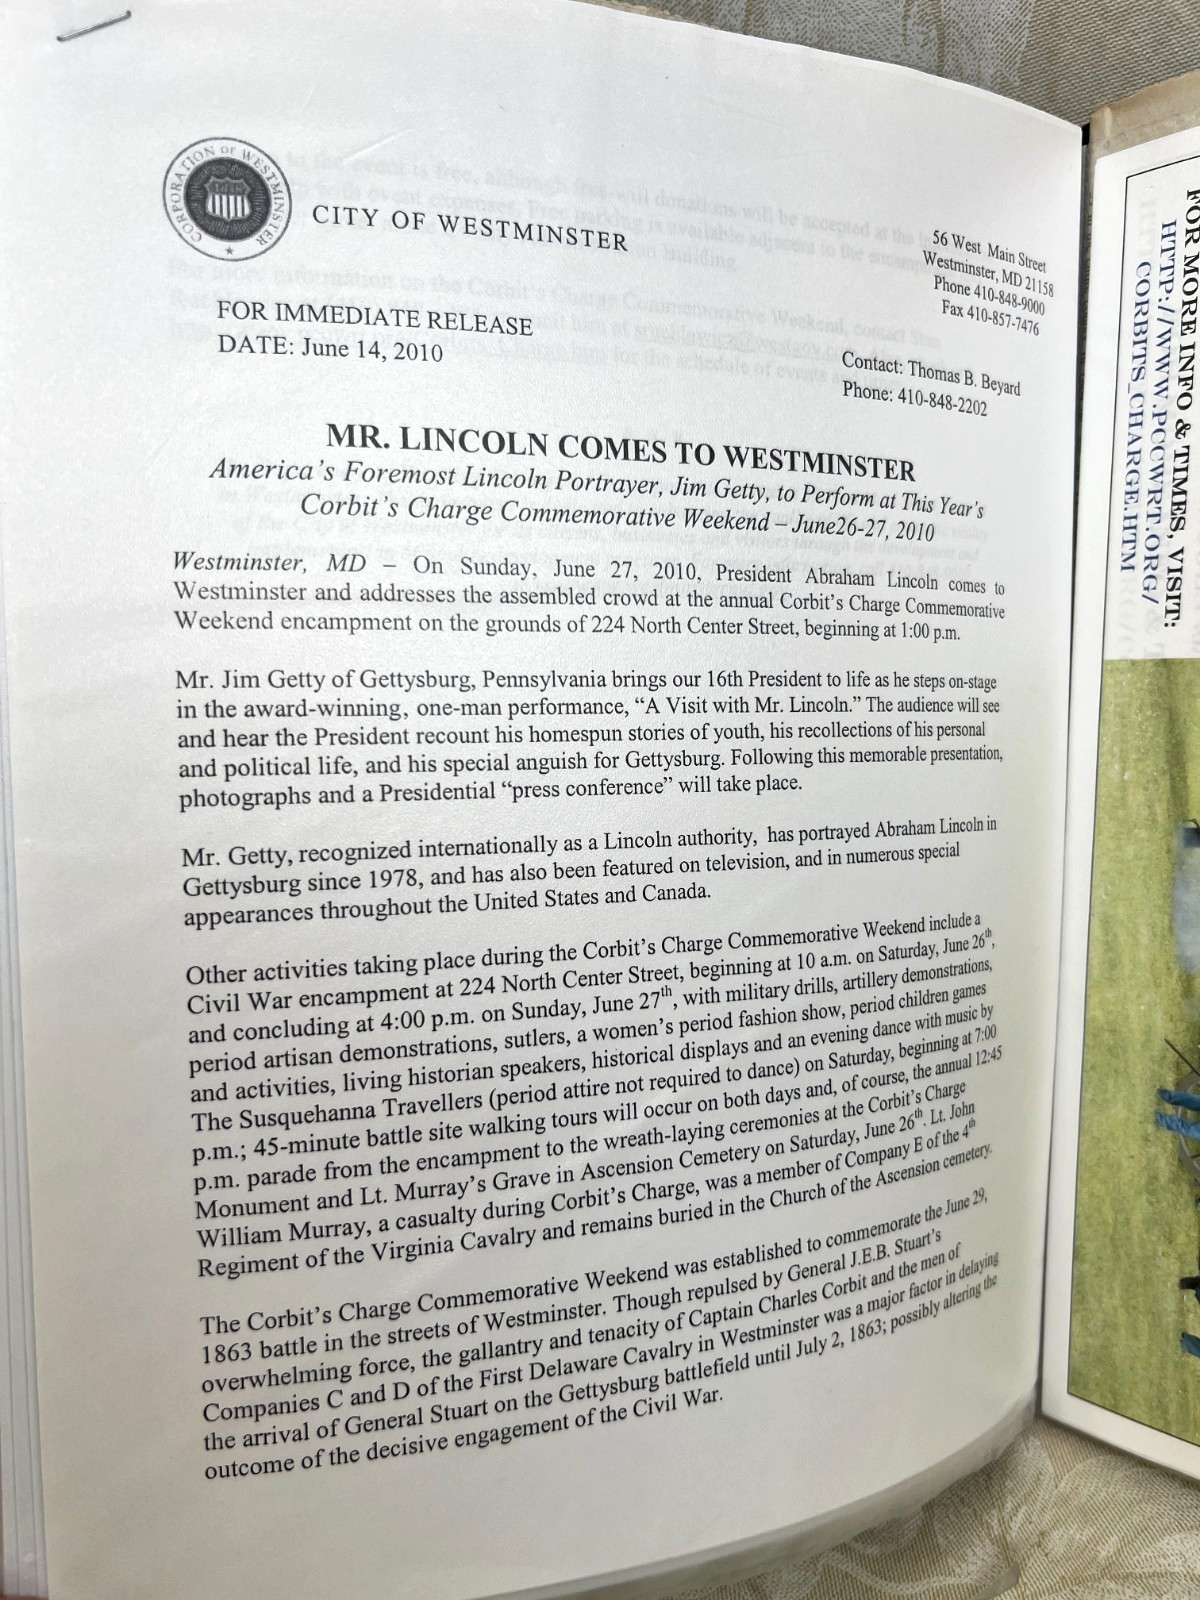 CORPORATION OF WESTMINSTER
CITY OF WESTMINSTER
56 West Main Street
Westminster, MD 21158
Phone 410-848-9000
Fax 410-857-7476
FOR IMMEDIATE RELEASE
DATE: June 14, 2010
Contact: Thomas B. Beyard
Phone: 410-848-2202
MR. LINCOLN COMES TO WESTMINSTER
America's Foremost Lincoln Portrayer, Jim Getty, to Perform at This Year's
Corbit's Charge Commemorative Weekend – June26-27, 2010
Westminster, MD – On Sunday, June 27, 2010, President Abraham Lincoln comes to
Westminster and addresses the assembled crowd at the annual Corbit's Charge Commemorative
Weekend encampment on the grounds of 224 North Center Street, beginning at 1:00 p.m.
Mr. Jim Getty of Gettysburg, Pennsylvania brings our 16th President to life as he steps on-stage
in the award-winning, one-man performance, "A Visit with Mr. Lincoln." The audience will see
and hear the President recount his homespun stories of youth, his recollections of his personal
and political life, and his special anguish for Gettysburg. Following this memorable presentation,
photographs and a Presidential "press conference" will take place.
Mr. Getty, recognized internationally as a Lincoln authority, has portrayed Abraham Lincoln in
Gettysburg since 1978, and has also been featured on television, and in numerous special
appearances throughout the United States and Canada.
Other activities taking place during the Corbit's Charge Commemorative Weekend include a
Civil War encampment at 224 North Center Street, beginning at 10 a.m. on Saturday, June 26th,
and concluding at 4:00 p.m. on Sunday, June 27th, with military drills, artillery demonstrations,
period artisan demonstrations, sutlers, a women's period fashion show, period children games
and activities, living historian speakers, historical displays and an evening dance with music by
The Susquehanna Travellers (period attire not required to dance) on Saturday, beginning at 7:00
p.m.; 45-minute battle site walking tours will occur on both days and, of course, the annual 12:45
p.m. parade from the encampment to the wreath-laying ceremonies at the Corbit's Charge
Monument and Lt. Murray's Grave in Ascension Cemetery on Saturday, June 26th. Lt. John
William Murray, a casualty during Corbit's Charge, was a member of Company E of the 4th
Regiment of the Virginia Cavalry and remains buried in the Church of the Ascension cemetery.
The Corbit's Charge Commemorative Weekend was established to commemorate the June 29,
1863 battle in the streets of Westminster. Though repulsed by General J.E.B. Stuart's
overwhelming force, the gallantry and tenacity of Captain Charles Corbit and the men of
Companies C and D of the First Delaware Cavalry in Westminster was a major factor in delaying
the arrival of General Stuart on the Gettysburg battlefield until July 2, 1863; possibly altering the
outcome of the decisive engagement of the Civil War.
FOR MORE INFO & TIMES, VISIT:
HTTP://WWW.PCCWRT.ORG/
CORBITS_CHARGE.HTM